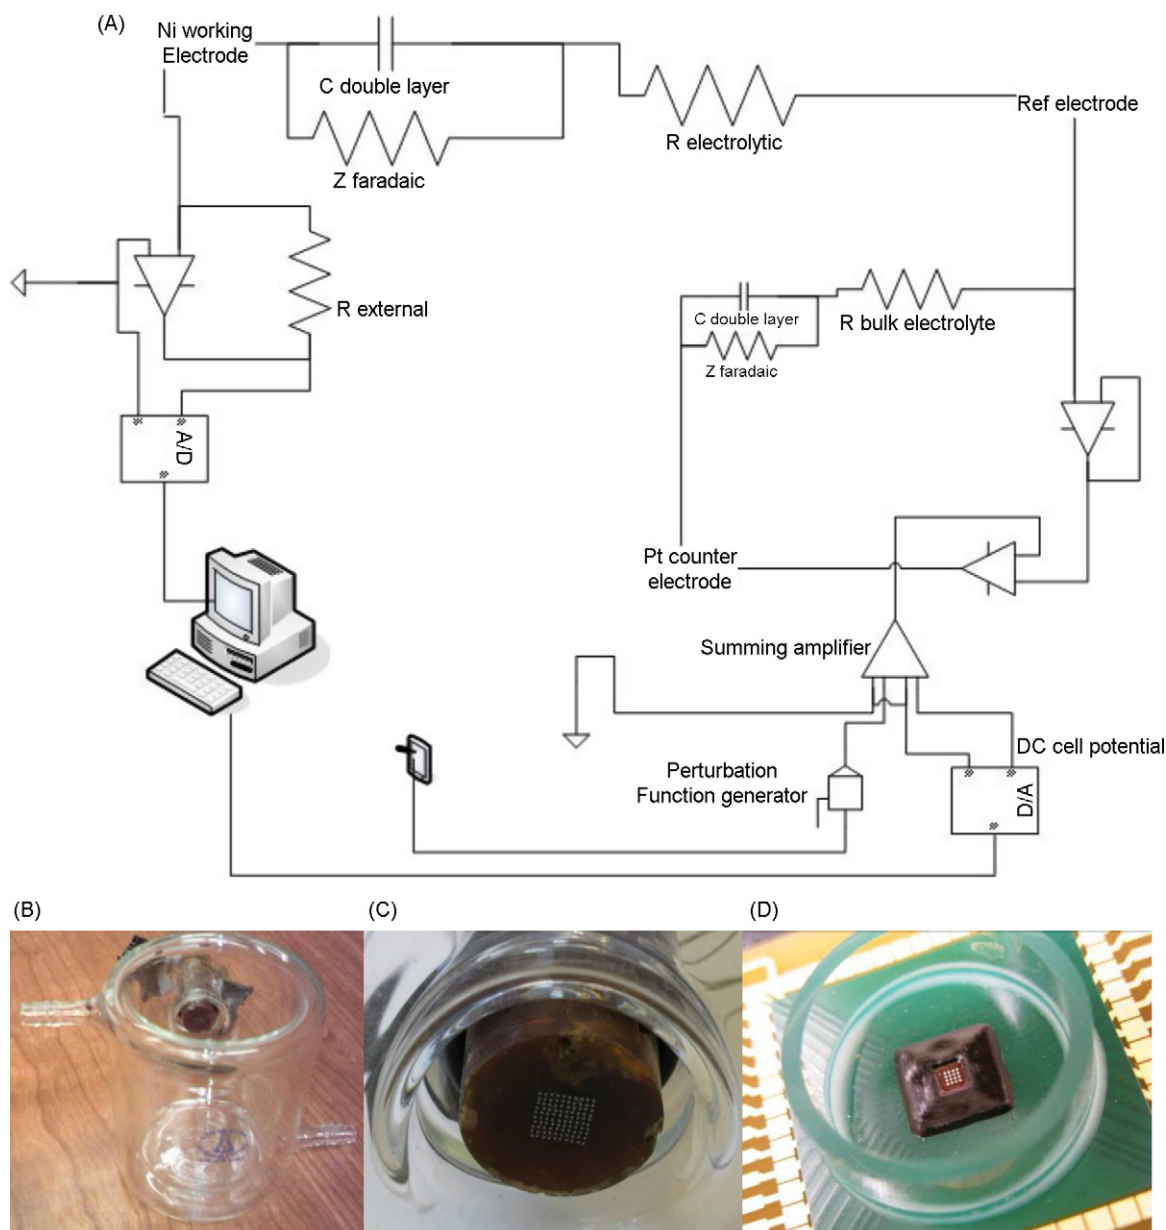 (A)
Ni working
Electrode
C double layer
Z faradaic
R electrolytic
Ref electrode
R external
C double layer
Z faradaic
R bulk electrolyte
A/D
Pt counter
electrode
Summing amplifier
Perturbation
Function generator
DC cell potential
D/A
(B)
(C)
(D)